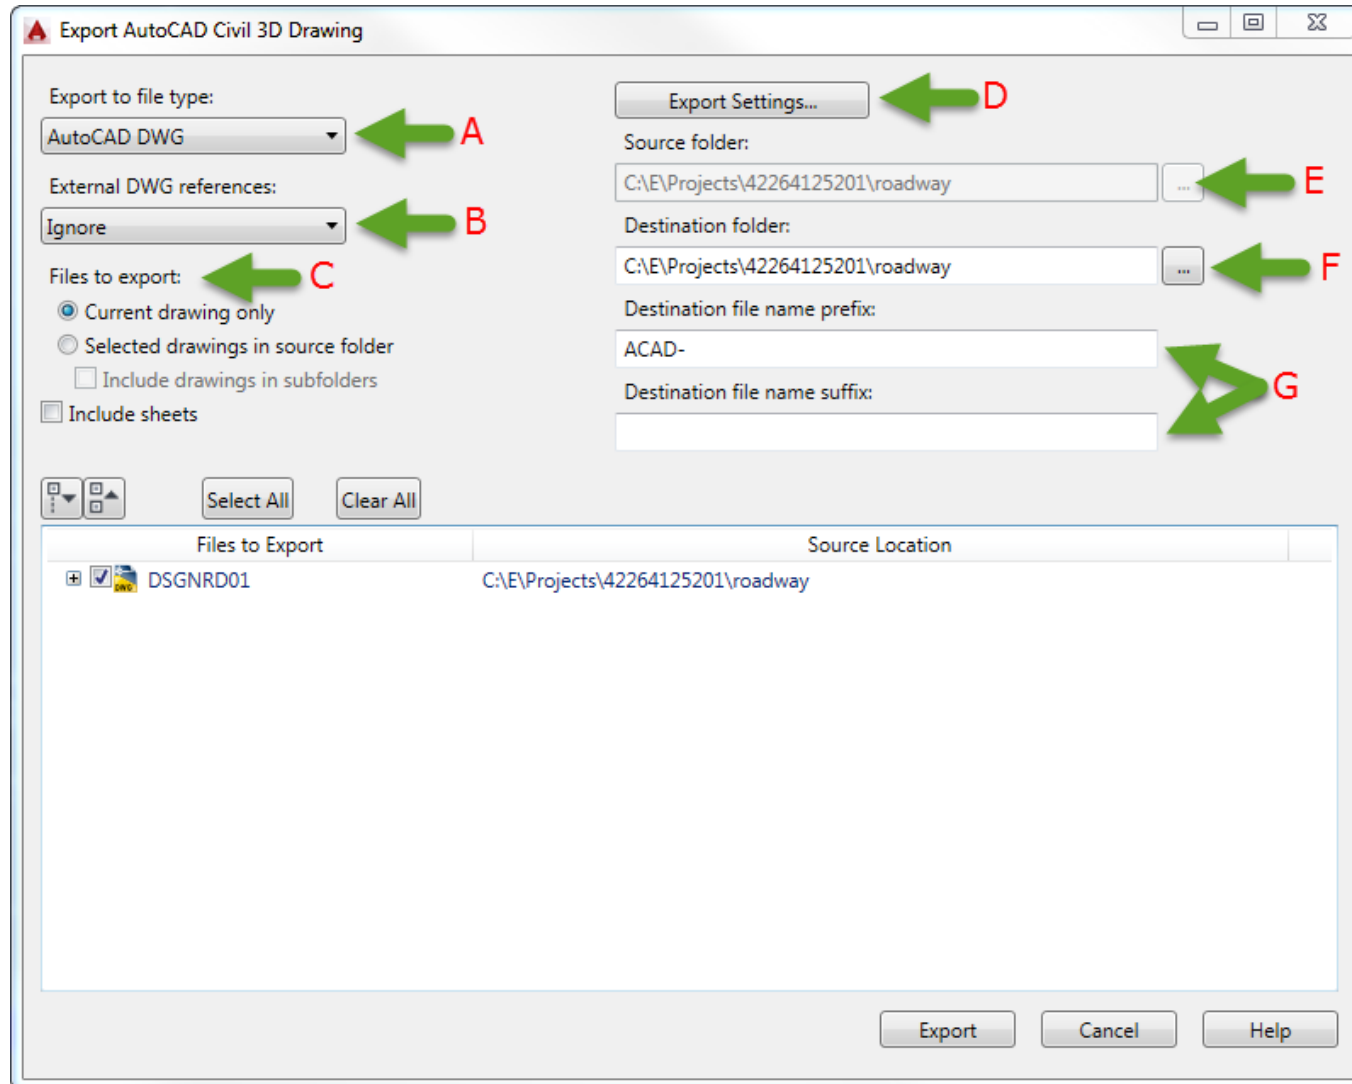 Export AutoCAD Civil 3D Drawing
Export to file type:
AutoCAD DWG
A
External DWG references:
Ignore
B
Files to export:
C
Current drawing only
Selected drawings in source folder
Include drawings in subfolders
Include sheets
Export Settings...
D
Source folder:
C:\E\Projects\42264125201\roadway
...
E
Destination folder:
C:\E\Projects\42264125201\roadway
...
F
Destination file name prefix:
ACAD-
Destination file name suffix:
G
Select All
Clear All
Files to Export
Source Location
DWG
DSGNRD01
C:\E\Projects\42264125201\roadway
Export
Cancel
Help